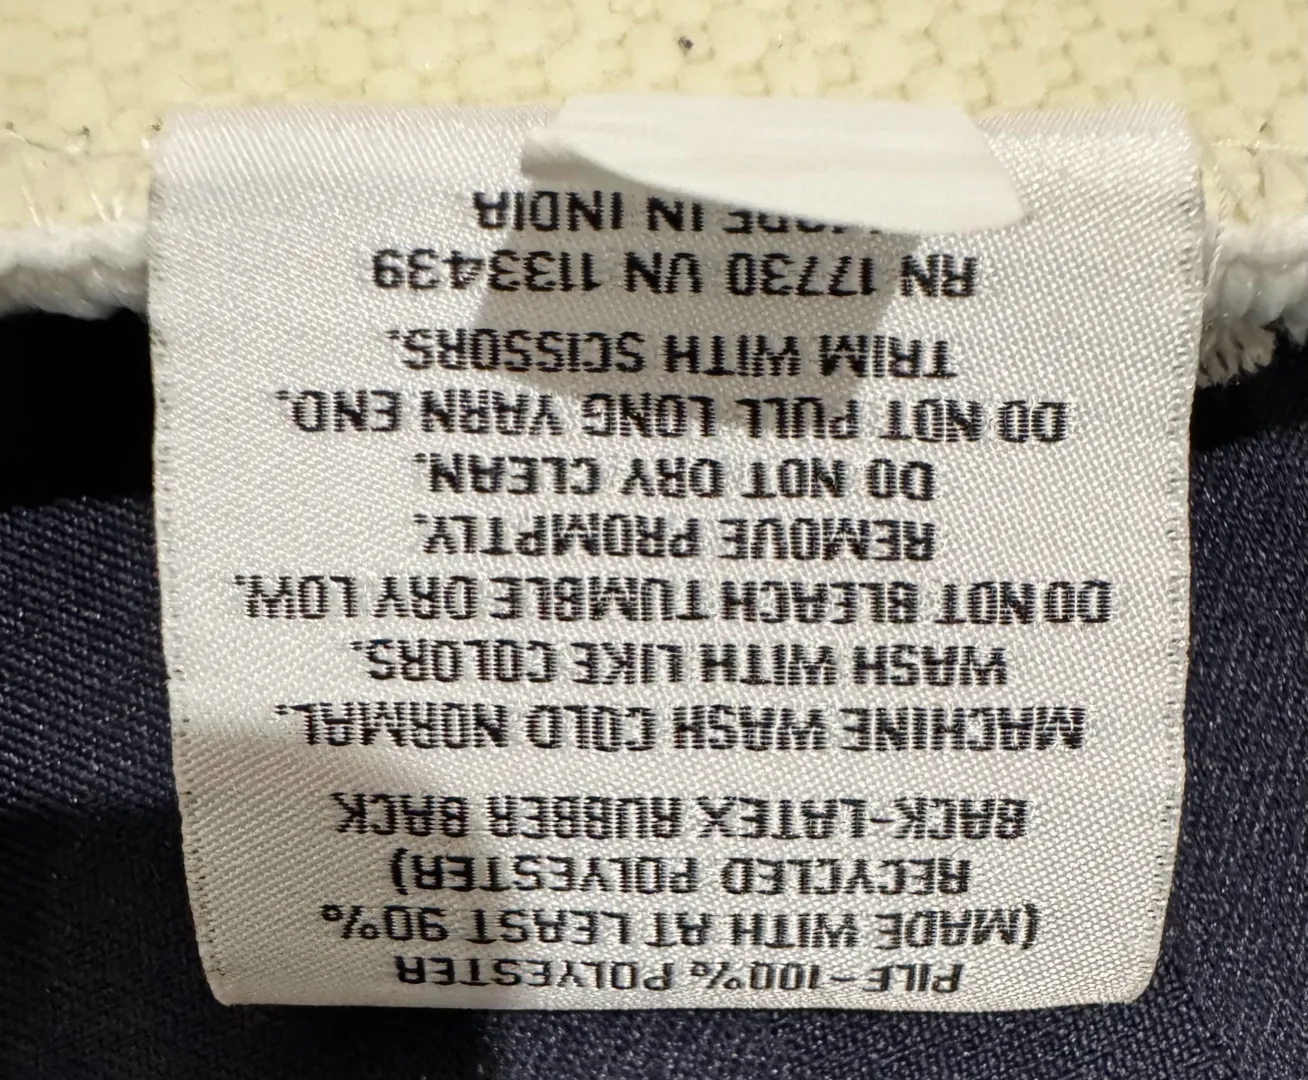 PILE-100% POLYESTER
(MADE WITH AT LEAST 90%
RECYCLED POLYESTER)
BACK-LATEX RUBBER BACK
MACHINE WASH COLD NORMAL.
WASH WITH LIKE COLORS.
DO NOT BLEACH TUMBLE DRY LOW.
REMOVE PROMPTLY.
DO NOT DRY CLEAN.
DO NOT PULL LONG YARN END.
TRIM WITH SCISSORS.
RN 17730 VN 1133439
MADE IN INDIA